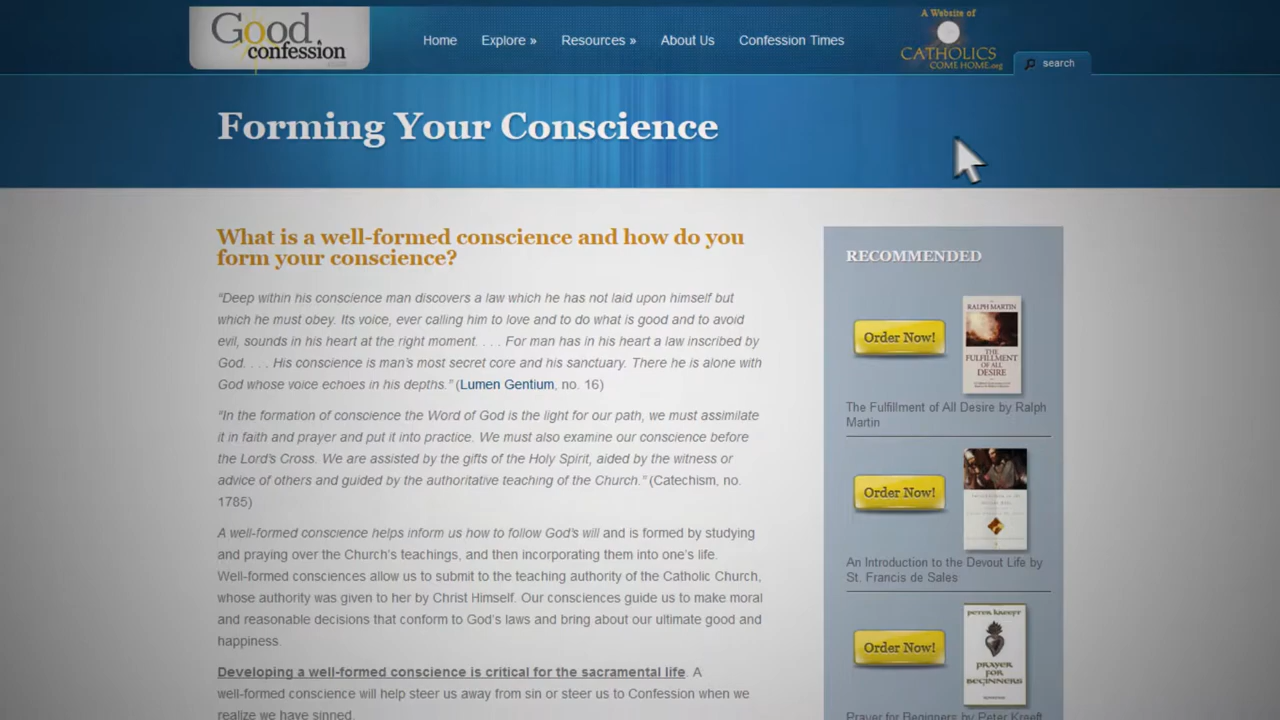 Good
confession
Home
Explore »
Resources »
About Us
Confession Times
A Website of
CATHOLICS
COME HOME.org
search
Forming Your Conscience
What is a well-formed conscience and how do you
form your conscience?
“Deep within his conscience man discovers a law which he has not laid upon himself but
which he must obey. Its voice, ever calling him to love and to do what is good and to avoid
evil, sounds in his heart at the right moment. . . . For man has in his heart a law inscribed by
God. . . . His conscience is man’s most secret core and his sanctuary. There he is alone with
God whose voice echoes in his depths.” (Lumen Gentium, no. 16)
“In the formation of conscience the Word of God is the light for our path, we must assimilate
it in faith and prayer and put it into practice. We must also examine our conscience before
the Lord’s Cross. We are assisted by the gifts of the Holy Spirit, aided by the witness or
advice of others and guided by the authoritative teaching of the Church.” (Catechism, no.
1785)
A well-formed conscience helps inform us how to follow God’s will and is formed by studying
and praying over the Church’s teachings, and then incorporating them into one’s life.
Well-formed consciences allow us to submit to the teaching authority of the Catholic Church,
whose authority was given to her by Christ Himself. Our consciences guide us to make moral
and reasonable decisions that conform to God’s laws and bring about our ultimate good and
happiness.
Developing a well-formed conscience is critical for the sacramental life. A
well-formed conscience will help steer us away from sin or steer us to Confession when we
realize we have sinned.
RECOMMENDED
Order Now!
RALPH MARTIN
THE
FULFILLMENT
OF ALL
DESIRE
The Fulfillment of All Desire by Ralph
Martin
Order Now!
An Introduction to the Devout Life by
St. Francis de Sales
Order Now!
PETER KREEFT
PRAYER
FOR
BEGINNERS
Prayer for Beginners by Peter Kreeft